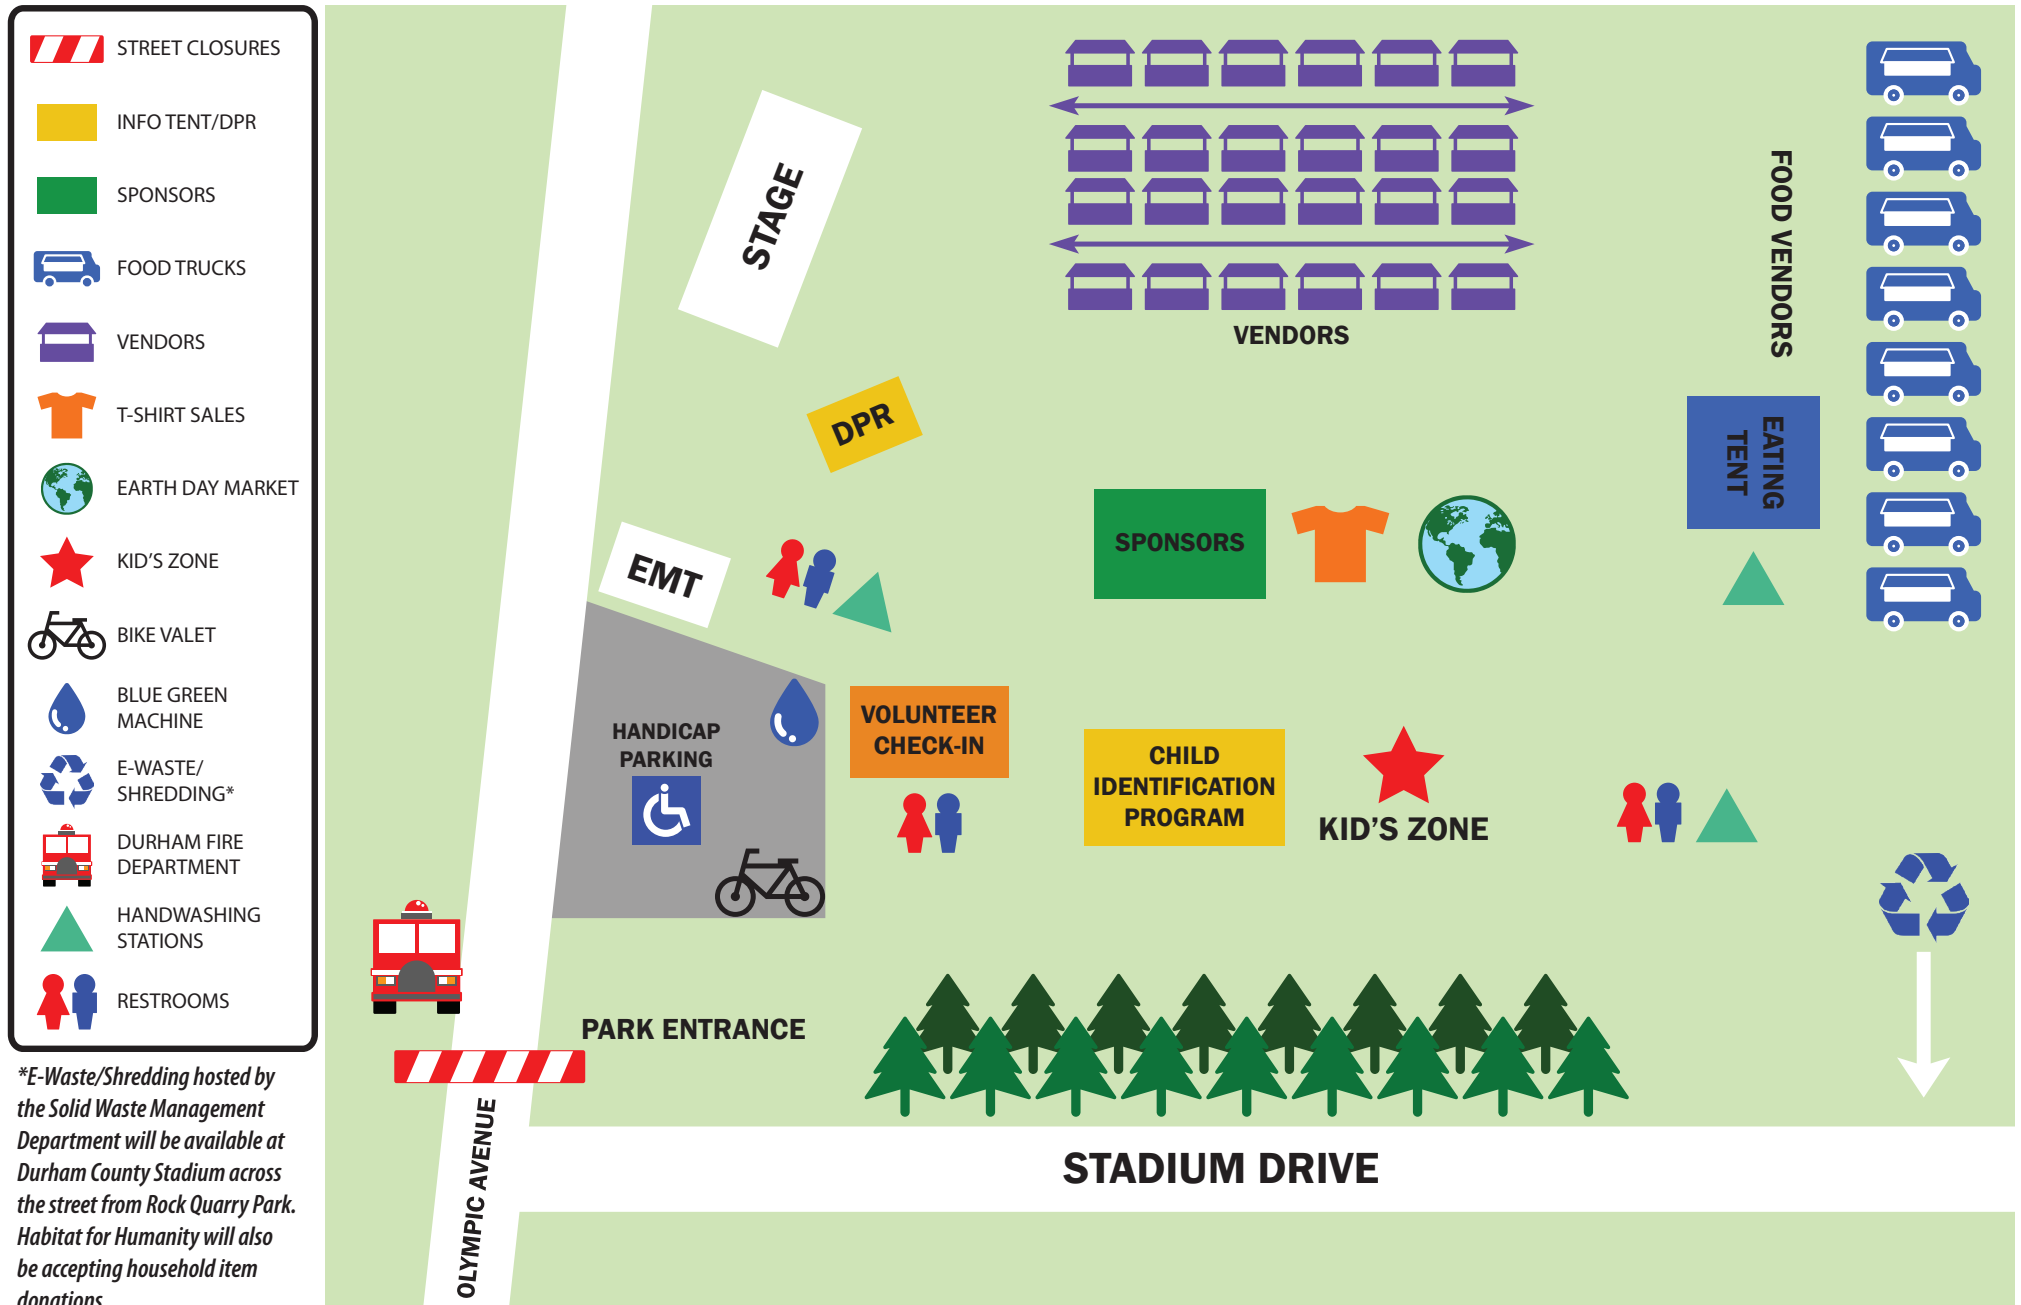 STREET CLOSURES
INFO TENT/DPR
SPONSORS
FOOD TRUCKS
VENDORS
T-SHIRT SALES
EARTH DAY MARKET
KID'S ZONE
BIKE VALET
BLUE GREEN
MACHINE
E-WASTE/
SHREDDING*
DURHAM FIRE
DEPARTMENT
HANDWASHING
STATIONS
RESTROOMS
*E-Waste/Shredding hosted by
the Solid Waste Management
Department will be available at
Durham County Stadium across
the street from Rock Quarry Park.
Habitat for Humanity will also
be accepting household item
donations
STAGE
VENDORS
FOOD VENDORS
DPR
EATING
TENT
SPONSORS
EMT
HANDICAP
PARKING
VOLUNTEER
CHECK-IN
CHILD
IDENTIFICATION
PROGRAM
KID'S ZONE
PARK ENTRANCE
OLYMPIC AVENUE
STADIUM DRIVE